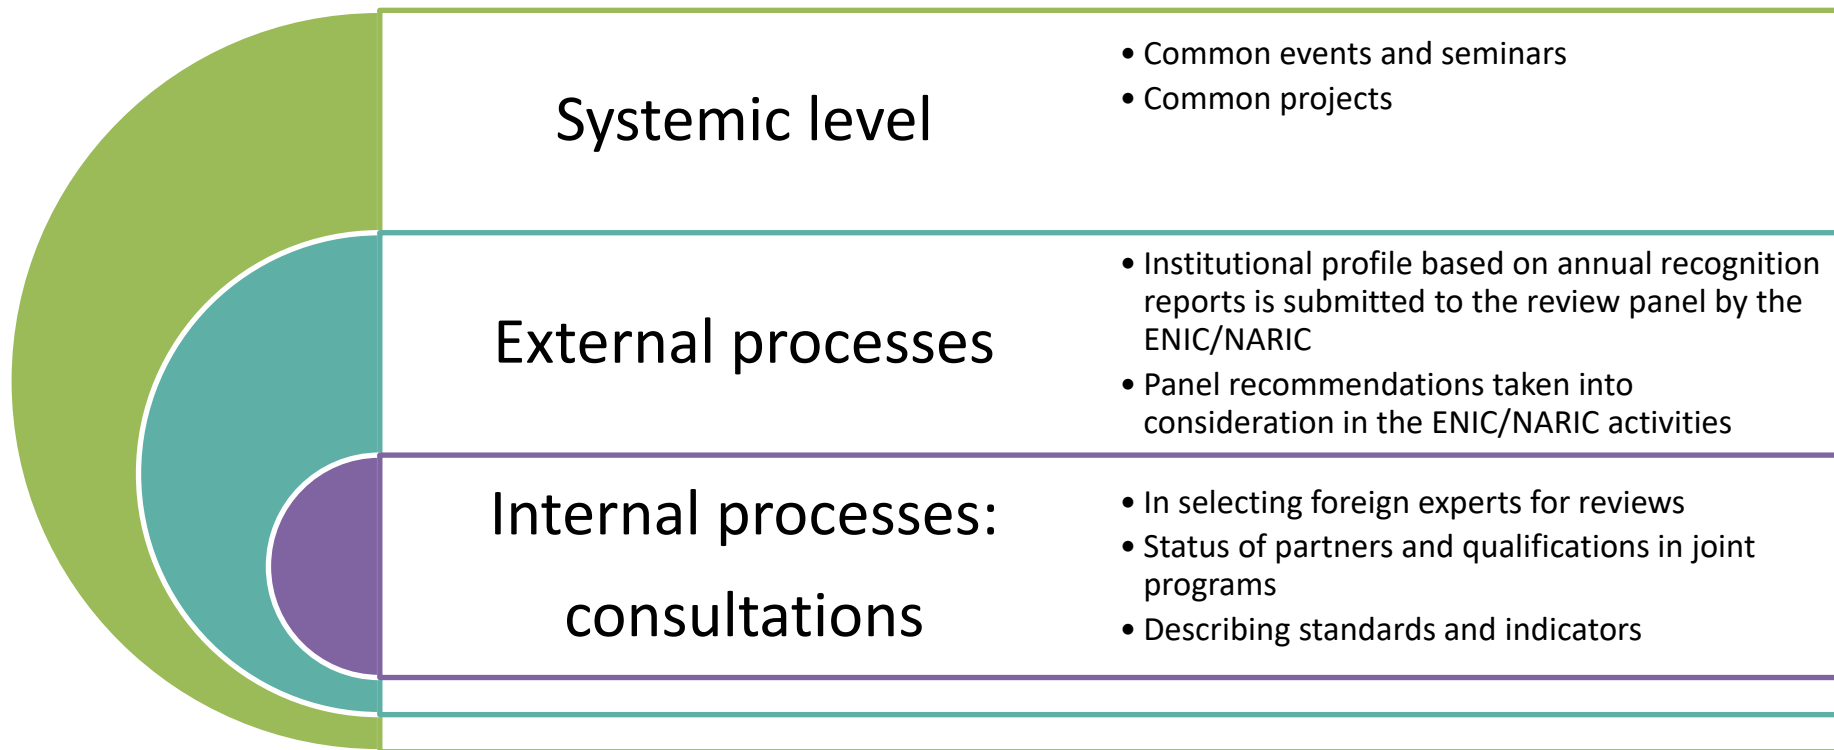 Systemic level
• Common events and seminars
• Common projects
External processes
• Institutional profile based on annual recognition
reports is submitted to the review panel by the
ENIC/NARIC
• Panel recommendations taken into
consideration in the ENIC/NARIC activities
Internal processes:
consultations
• In selecting foreign experts for reviews
• Status of partners and qualifications in joint
programs
• Describing standards and indicators